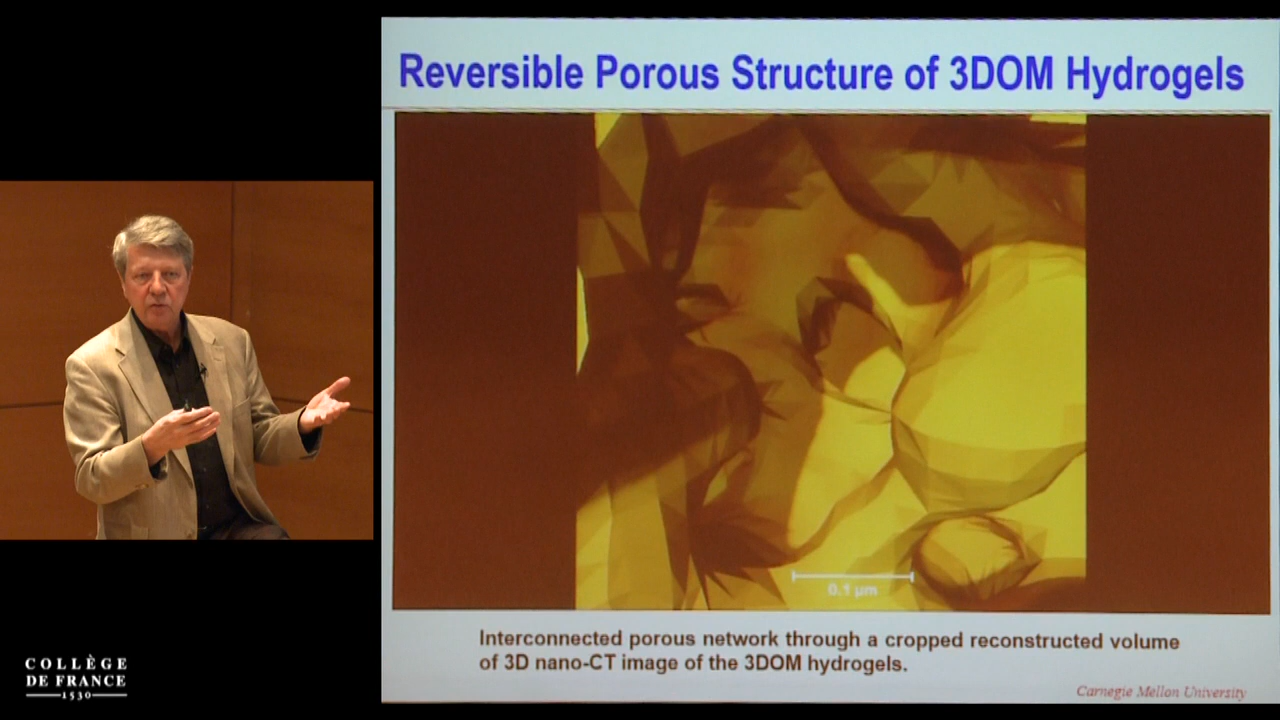 Reversible Porous Structure of 3DOM Hydrogels
0.1 µm
Interconnected porous network through a cropped reconstructed volume
of 3D nano-CT image of the 3DOM hydrogels.
Carnegie Mellon University
COLLÈGE
DE FRANCE
1530